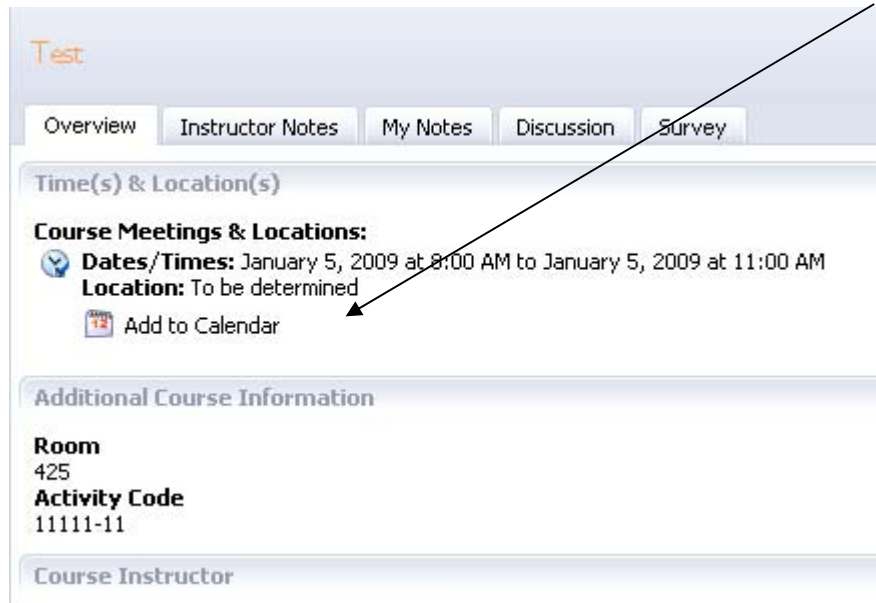 Test
Overview Instructor Notes My Notes Discussion Survey
Time(s) & Location(s)
Course Meetings & Locations:
Dates/Times: January 5, 2009 at 8:00 AM to January 5, 2009 at 11:00 AM
Location: To be determined
12 Add to Calendar
Additional Course Information
Room
425
Activity Code
11111-11
Course Instructor